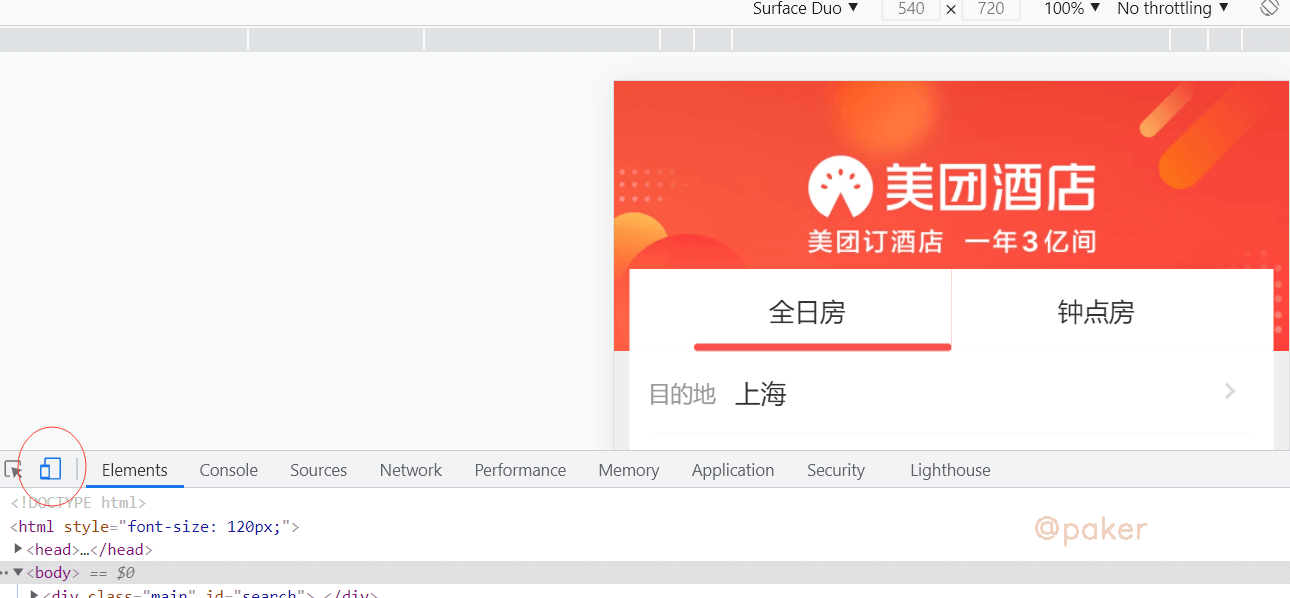 Surface Duo ▼ 540 × 720 100% ▼ No throttling ▼
美团酒店
美团订酒店 一年3亿间
全日房 钟点房
目的地 上海
Elements Console Sources Network Performance Memory Application Security Lighthouse
<!DOCTYPE html>
<html style="font-size: 120px;">
@paker
▶<head>…</head>
▼<body> == $0
▶<div class="main" id="search">…</div>